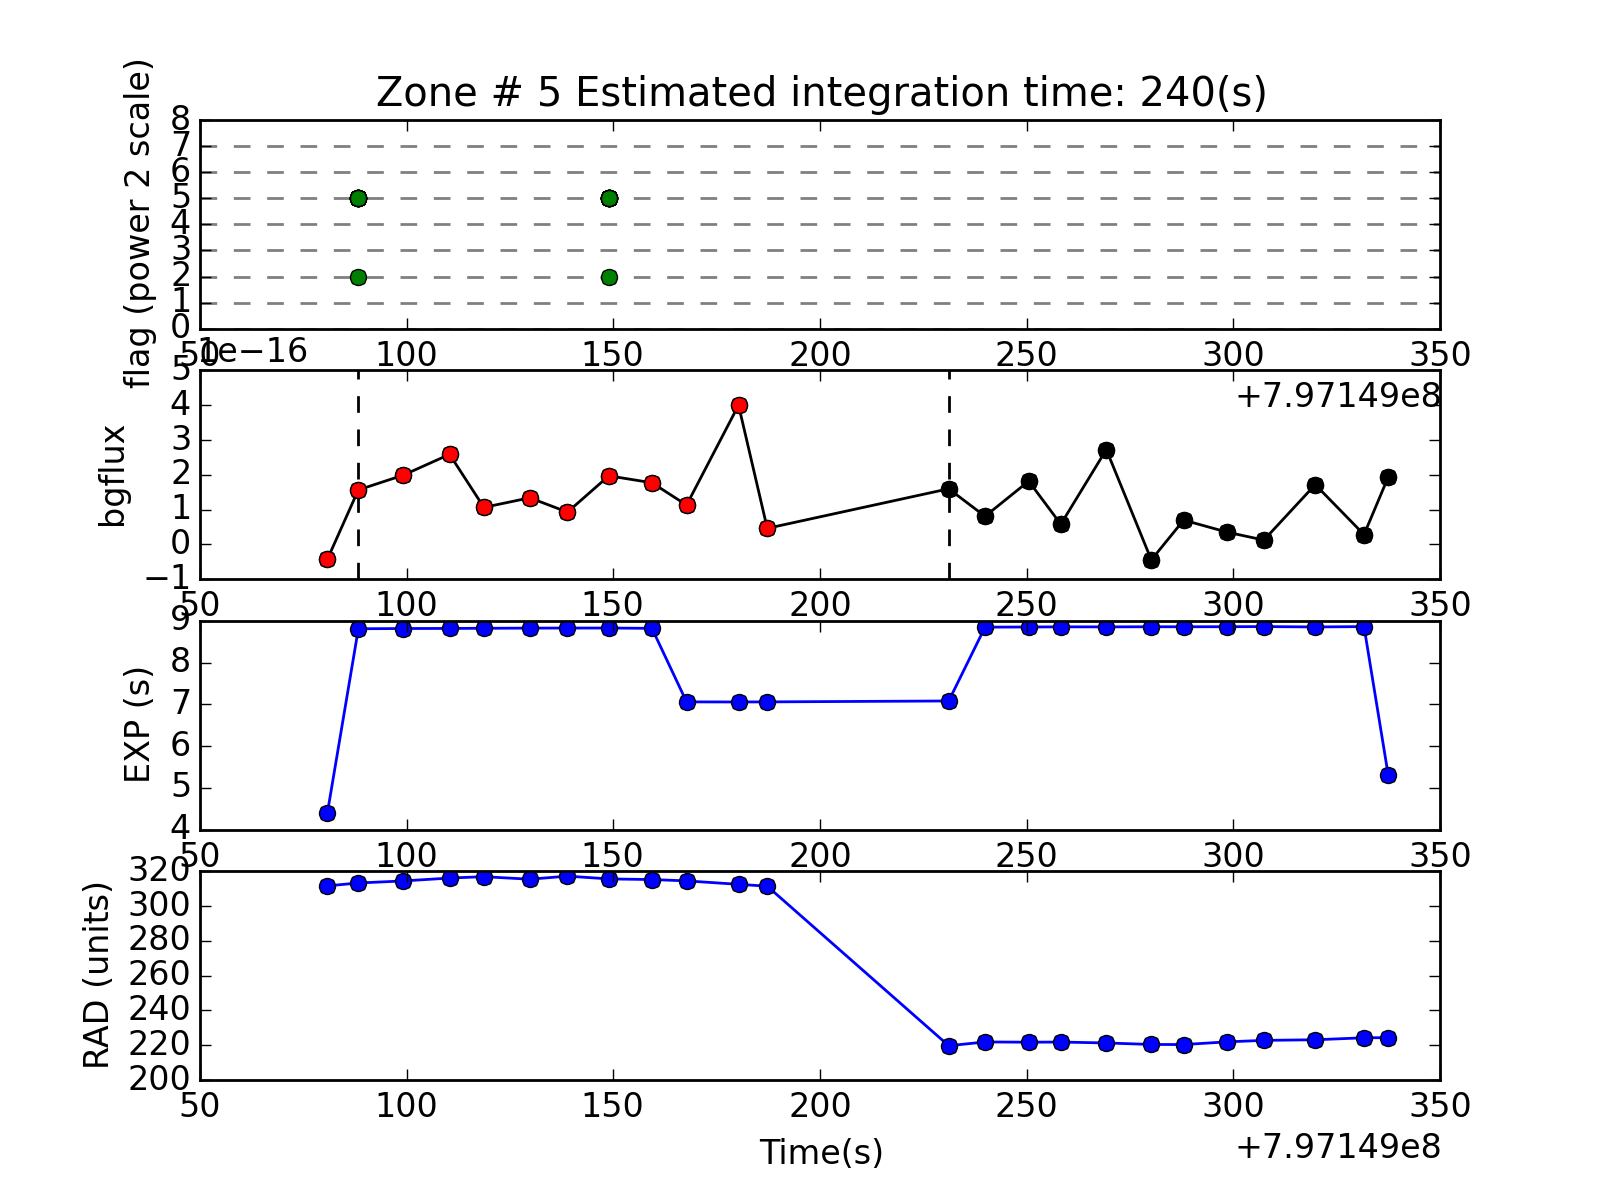 Zone # 5 Estimated integration time: 240(s)
flag (power 2 scale)
8
7
6
5
4
3
2
1
0
50 100 150 200 250 300 350
1e−16
+7.97149e8
bgflux
5
4
3
2
1
0
−1
50 100 150 200 250 300 350
EXP (s)
9
8
7
6
5
4
50 100 150 200 250 300 350
RAD (units)
320
300
280
260
240
220
200
50 100 150 200 250 300 350
Time(s)
+7.97149e8